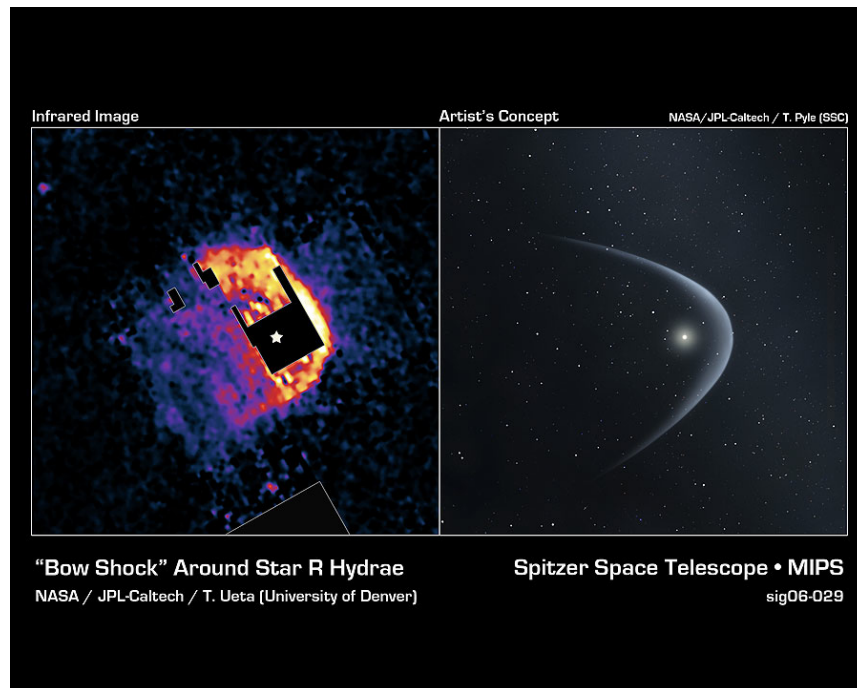 Infrared Image
Artist's Concept
NASA/JPL-Caltech / T. Pyle (SSC)
“Bow Shock” Around Star R Hydrae
NASA / JPL-Caltech / T. Ueta (University of Denver)
Spitzer Space Telescope • MIPS
sig06-029